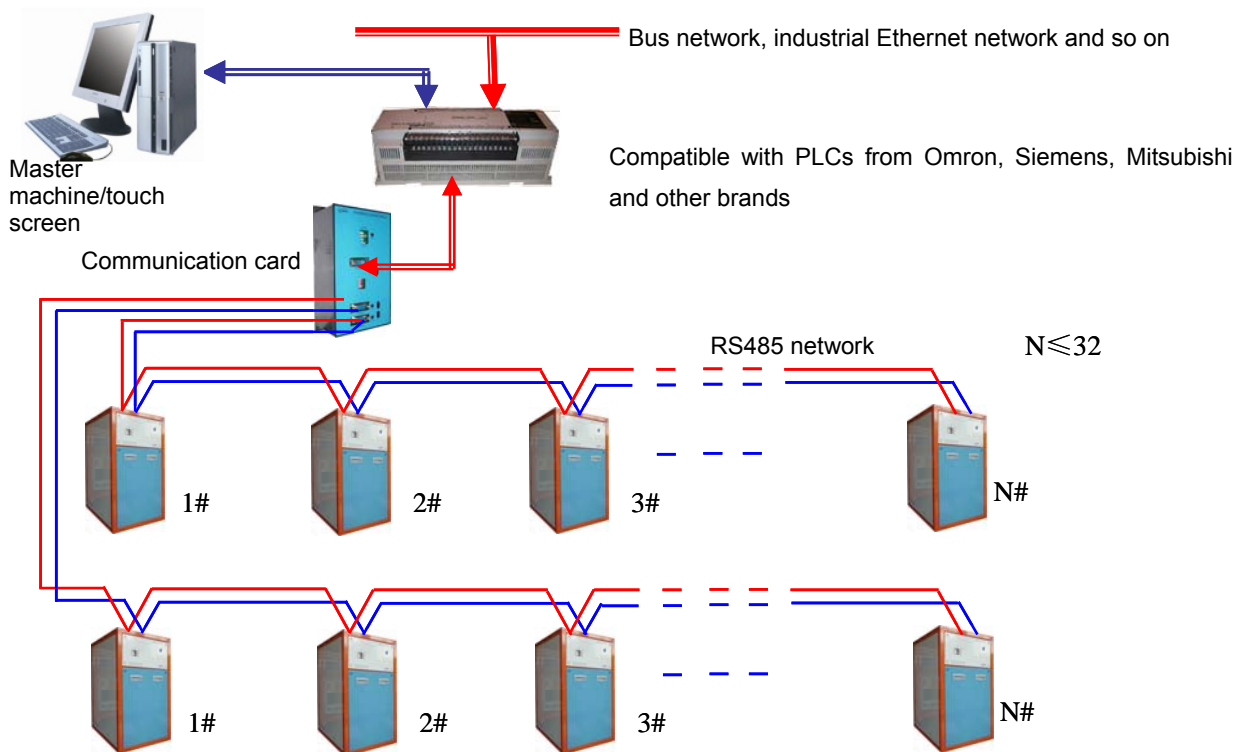 Bus network, industrial Ethernet network and so on
Compatible with PLCs from Omron, Siemens, Mitsubishi
and other brands
Master
machine/touch
screen
Communication card
RS485 network
N≤32
1#
2#
3#
N#
1#
2#
3#
N#